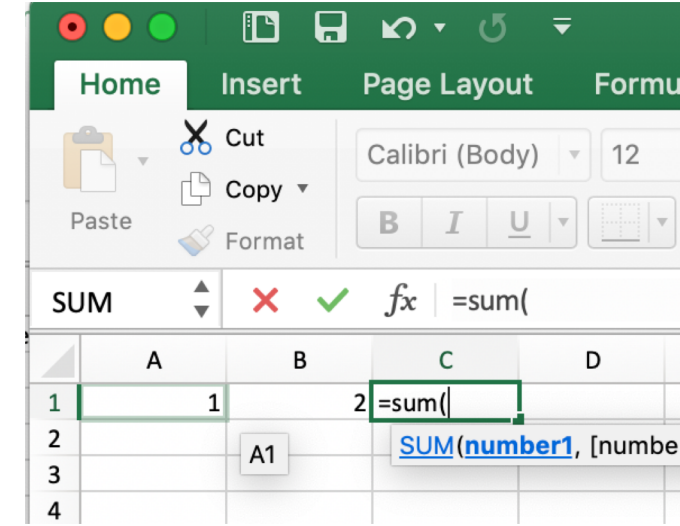 Home Insert Page Layout Formu
Cut
Calibri (Body) 12
Copy
Paste
B I U
Format
SUM fx =sum(
A B C D
1 1 2 =sum(
2 SUM(number1, [numbe
A1
3
4